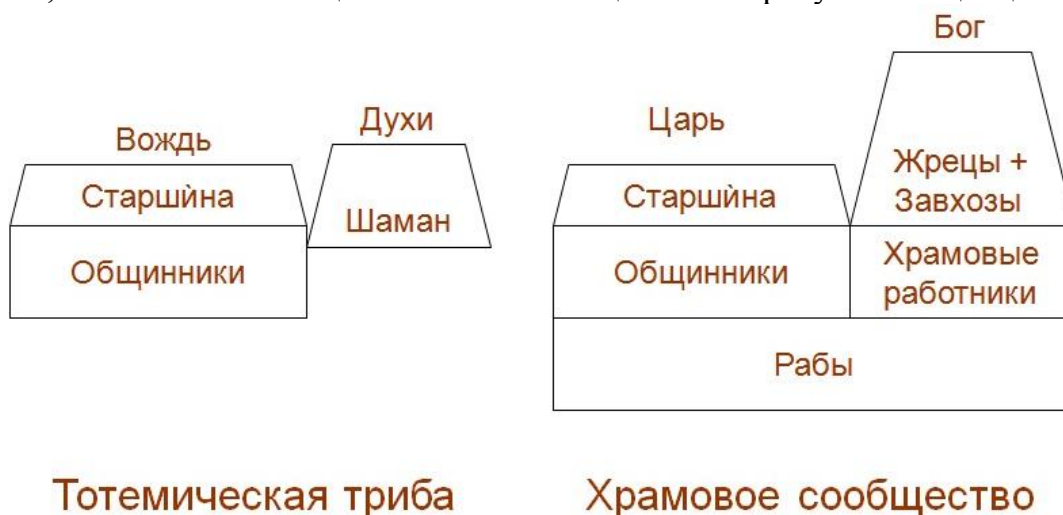 Бог
Духи
Царь
Вождь
Жрецы +
Завхозы
Старшѝна
Старшѝна
Шаман
Храмовые
работники
Общинники
Общинники
Рабы
Тотемическая триба
Храмовое сообщество